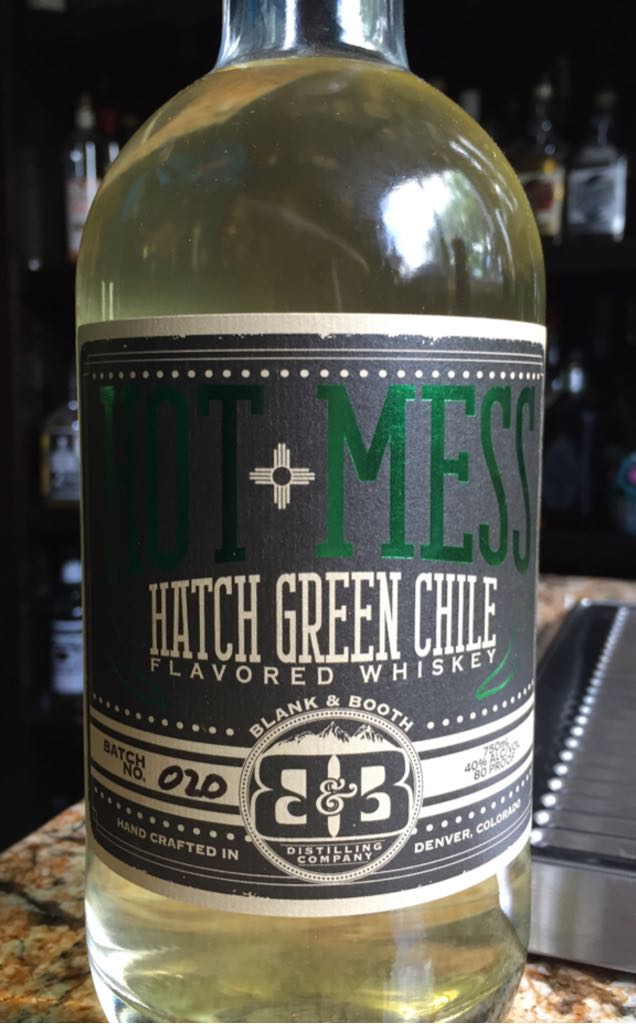 HOT MESS
HATCH GREEN CHILE
FLAVORED WHISKEY
BLANK & BOOTH
BATCH
NO. 020
750ml
40% ALC/VOL
80 PROOF
B&B
DISTILLING
COMPANY
HAND CRAFTED IN
DENVER, COLORADO